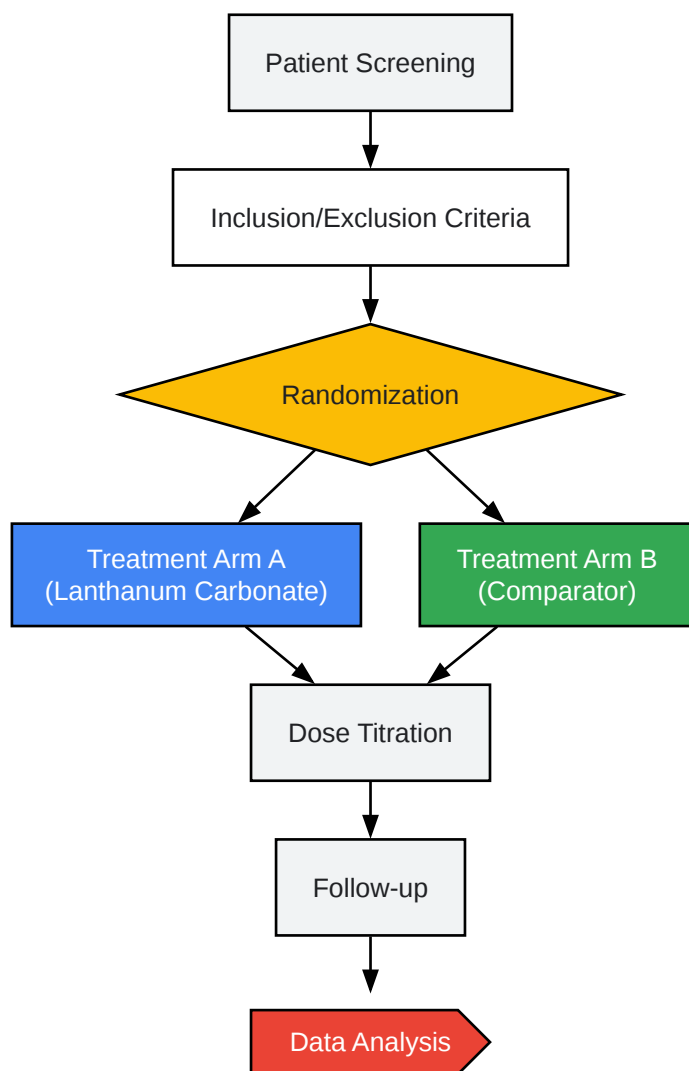 Patient Screening
Inclusion/Exclusion Criteria
Randomization
Treatment Arm A
(Lanthanum Carbonate)
Treatment Arm B
(Comparator)
Dose Titration
Follow-up
Data Analysis